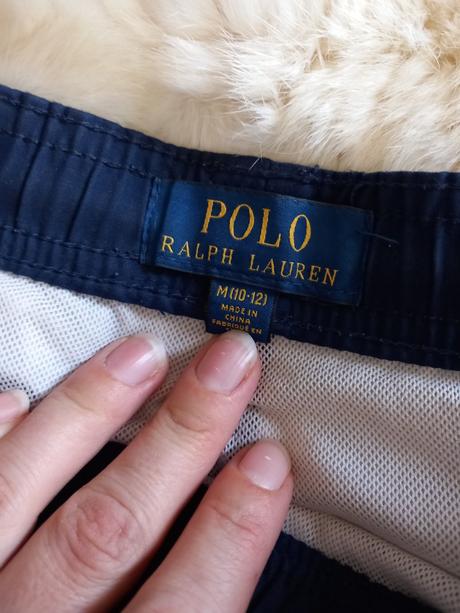 POLO
RALPH LAUREN
M (10-12)
MADE IN
CHINA
FABRIQUÉ EN